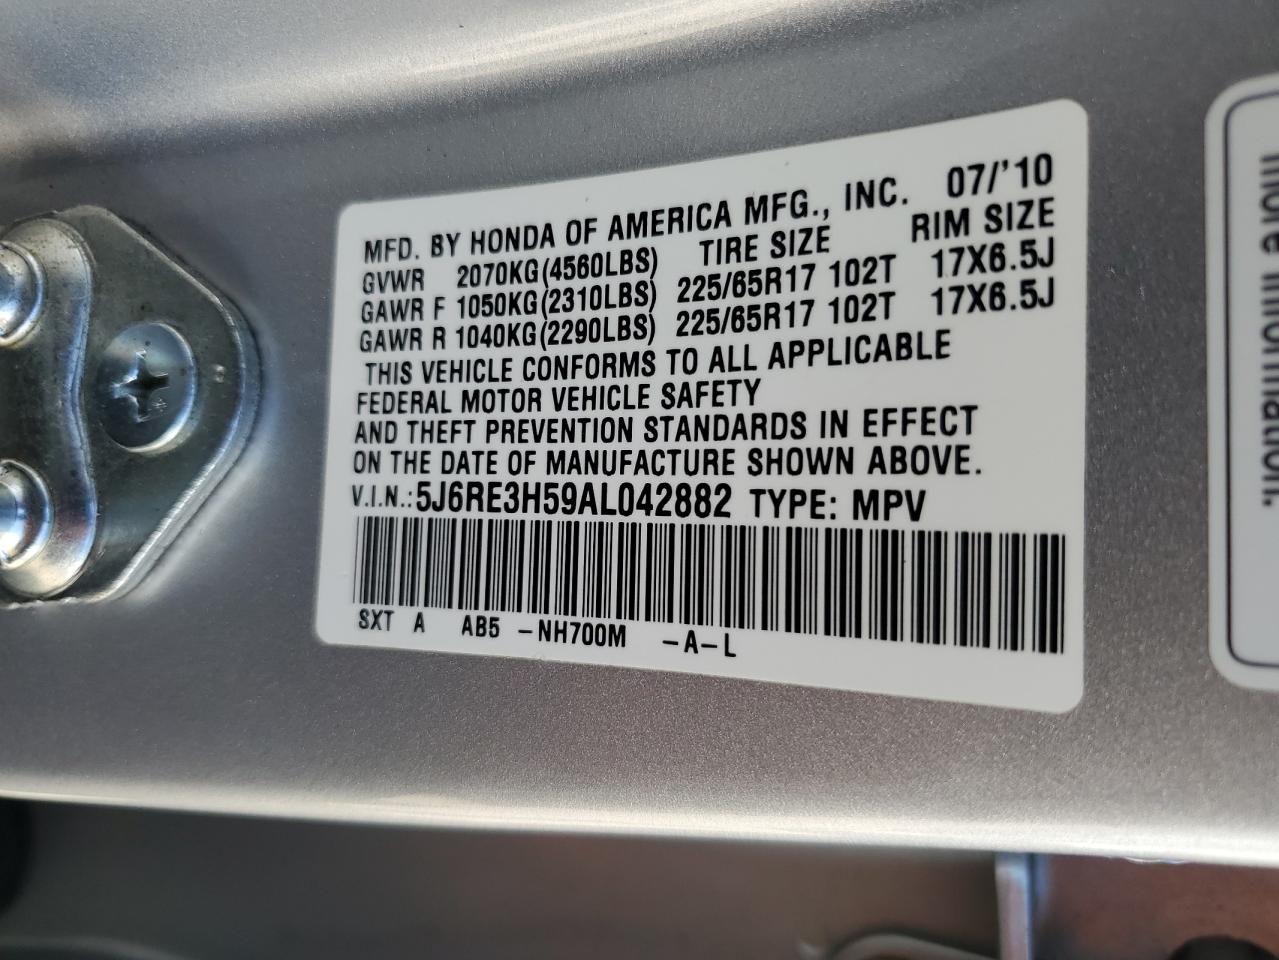 MFD. BY HONDA OF AMERICA MFG., INC. 07/'10
GVWR 2070KG(4560LBS) TIRE SIZE RIM SIZE
GAWR F 1050KG(2310LBS) 225/65R17 102T 17X6.5J
GAWR R 1040KG(2290LBS) 225/65R17 102T 17X6.5J
THIS VEHICLE CONFORMS TO ALL APPLICABLE
FEDERAL MOTOR VEHICLE SAFETY
AND THEFT PREVENTION STANDARDS IN EFFECT
ON THE DATE OF MANUFACTURE SHOWN ABOVE.
V.I.N.: 5J6RE3H59AL042882 TYPE: MPV
SXT A AB5 -NH700M -A-L
more information.